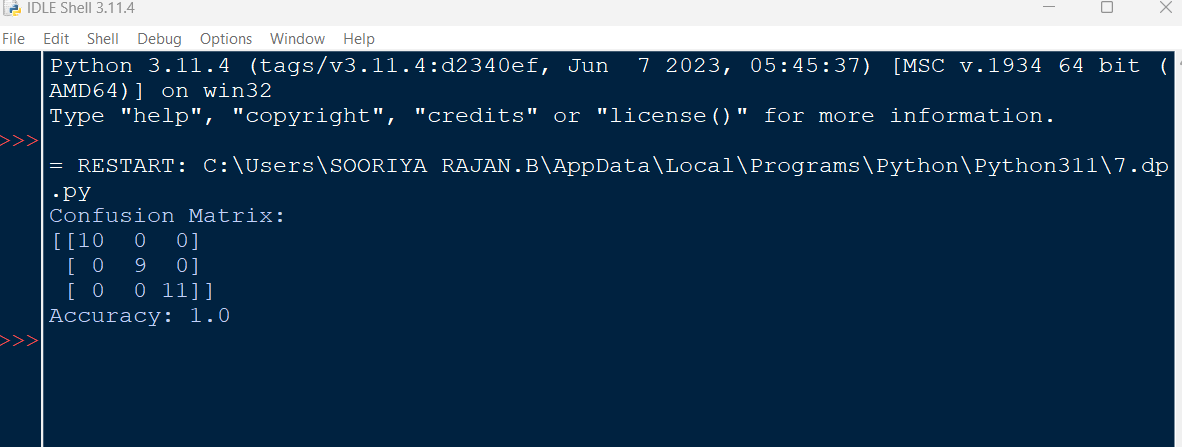 IDLE Shell 3.11.4
File Edit Shell Debug Options Window Help
Python 3.11.4 (tags/v3.11.4:d2340ef, Jun  7 2023, 05:45:37) [MSC v.1934 64 bit (
AMD64)] on win32
Type "help", "copyright", "credits" or "license()" for more information.
>>>
= RESTART: C:\Users\SOORIYA RAJAN.B\AppData\Local\Programs\Python\Python311\7.dp
.py
Confusion Matrix:
[[10  0  0]
 [ 0  9  0]
 [ 0  0 11]]
Accuracy: 1.0
>>>